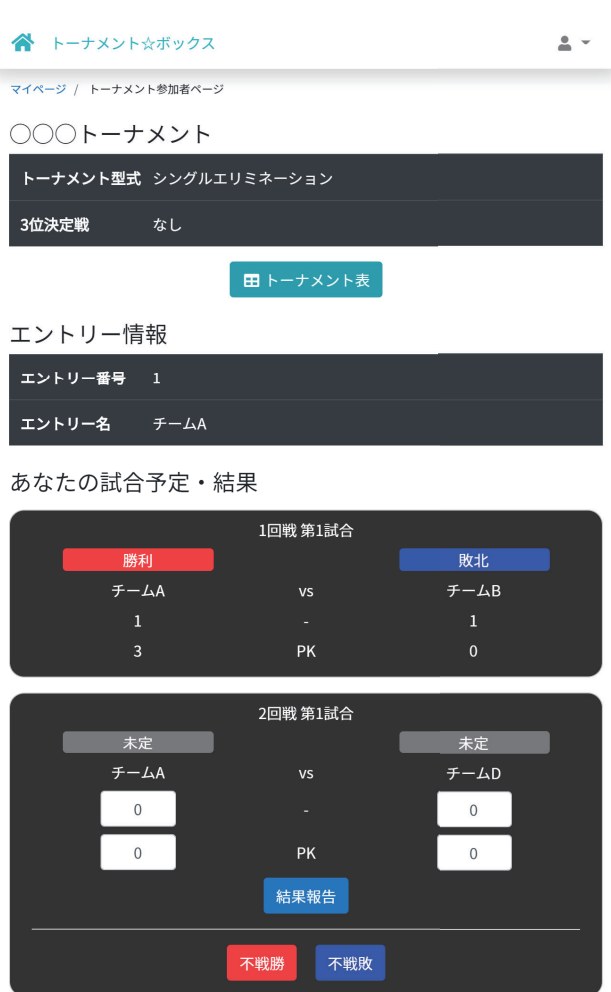 トーナメント☆ボックス
マイページ / トーナメント参加者ページ
〇〇〇トーナメント
トーナメント型式 シングルエリミネーション
3位決定戦 なし
トーナメント表
エントリー情報
エントリー番号 1
エントリー名 チームA
あなたの試合予定・結果
1回戦 第1試合
勝利 敗北
チームA vs チームB
1 - 1
3 PK 0
2回戦 第1試合
未定 未定
チームA vs チームD
0 - 0
0 PK 0
結果報告
不戦勝 不戦敗